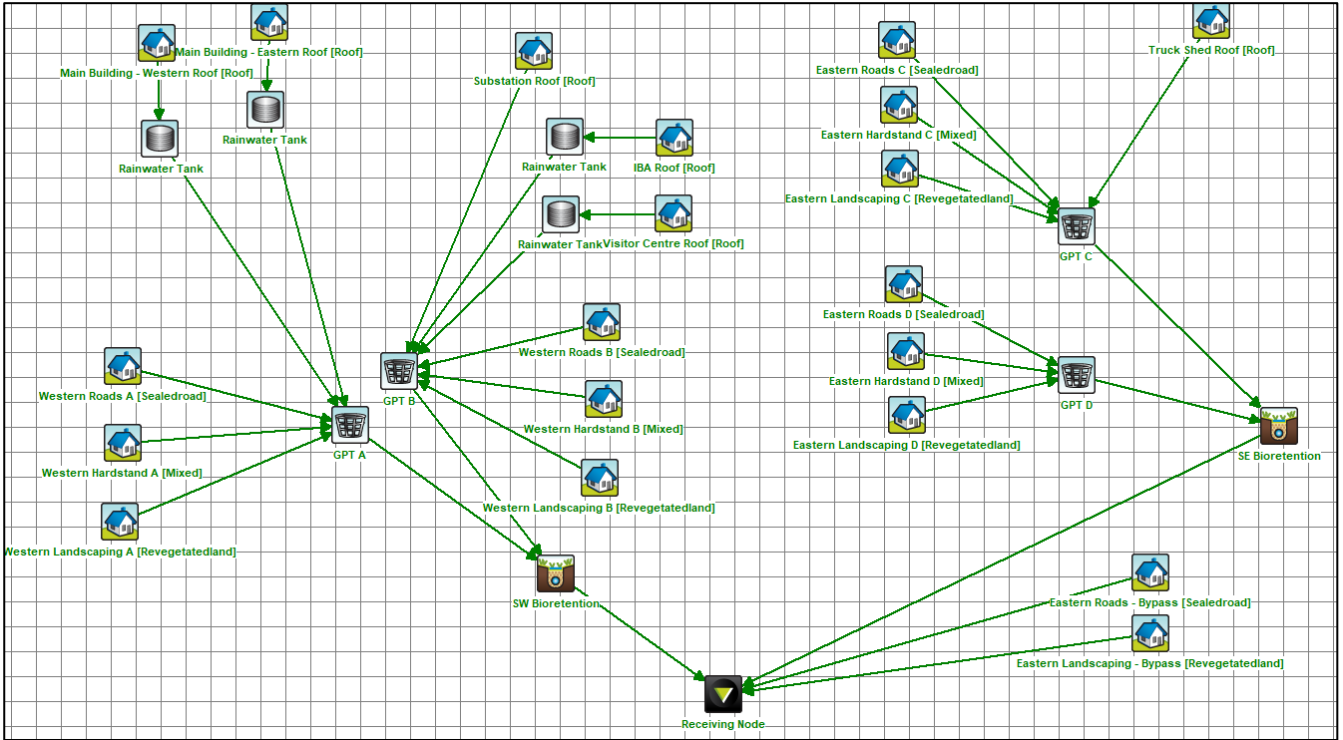 Main Building - Eastern Roof [Roof]
Main Building - Western Roof [Roof]
Substation Roof [Roof]
Truck Shed Roof [Roof]
Eastern Roads C [Sealedroad]
Rainwater Tank
Rainwater Tank
Eastern Hardstand C [Mixed]
Rainwater Tank
IBA Roof [Roof]
Eastern Landscaping C [Revegetatedland]
Rainwater Tank
Visitor Centre Roof [Roof]
GPT C
Eastern Roads D [Sealedroad]
Western Roads B [Sealedroad]
Eastern Hardstand D [Mixed]
Western Roads A [Sealedroad]
GPT B
GPT D
Western Hardstand B [Mixed]
Eastern Landscaping D [Revegetatedland]
GPT A
SE Bioretention
Western Hardstand A [Mixed]
Western Landscaping B [Revegetatedland]
Western Landscaping A [Revegetatedland]
SW Bioretention
Eastern Roads - Bypass [Sealedroad]
Eastern Landscaping - Bypass [Revegetatedland]
Receiving Node